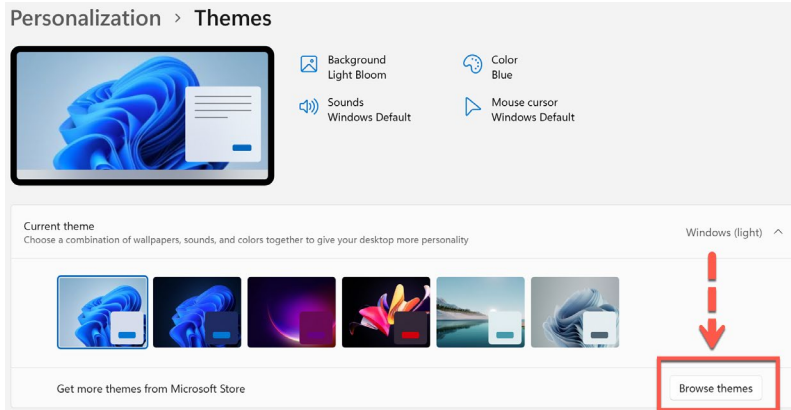 Personalization > Themes
Background
Light Bloom
Color
Blue
Sounds
Windows Default
Mouse cursor
Windows Default
Current theme
Choose a combination of wallpapers, sounds, and colors together to give your desktop more personality
Windows (light)
Get more themes from Microsoft Store
Browse themes